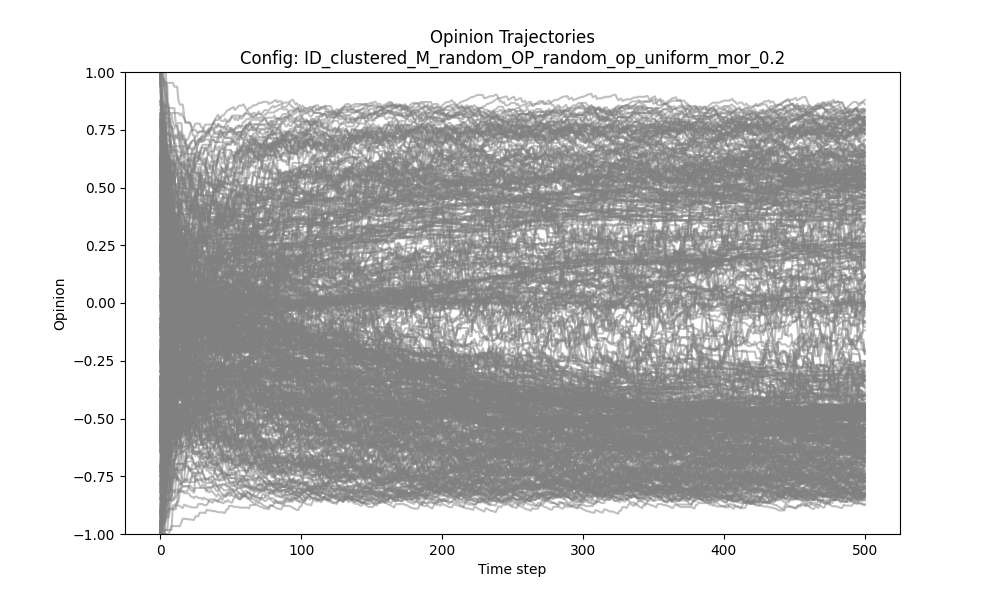 Opinion Trajectories
Config: ID_clustered_M_random_OP_random_op_uniform_mor_0.2
1.00
0.75
0.50
0.25
0.00
−0.25
−0.50
−0.75
−1.00
Opinion
0 100 200 300 400 500
Time step